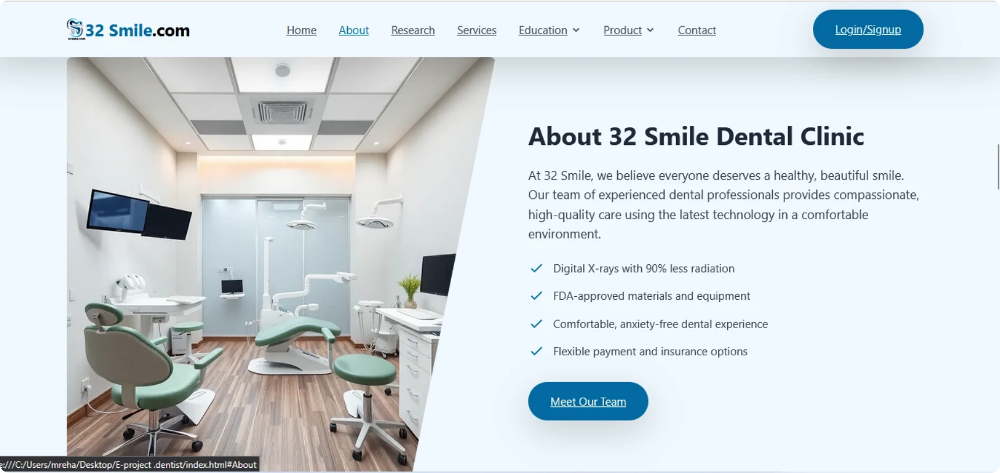 32 Smile.com
Home
About
Research
Services
Education
Product
Contact
Login/Signup
About 32 Smile Dental Clinic
At 32 Smile, we believe everyone deserves a healthy, beautiful smile.
Our team of experienced dental professionals provides compassionate,
high-quality care using the latest technology in a comfortable
environment.
Digital X-rays with 90% less radiation
FDA-approved materials and equipment
Comfortable, anxiety-free dental experience
Flexible payment and insurance options
Meet Our Team
e:///C:/Users/mreha/Desktop/E-project .dentist/index.html#About